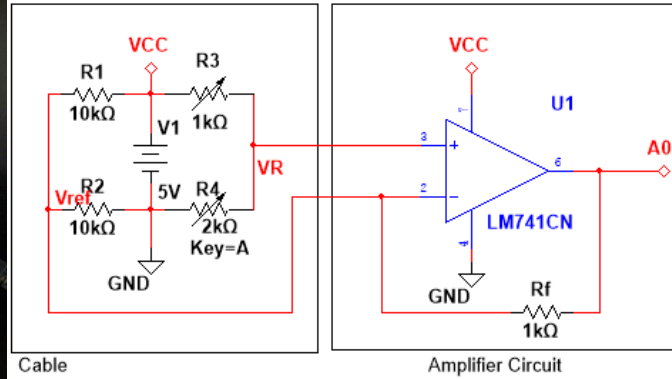 VCC
R1
R3
10kΩ
V1
1kΩ
VR
Vref
R2
5V
R4
10kΩ
2kΩ
Key=A
GND
Cable
VCC
7
U1
3
+
6
A0
2
−
LM741CN
4
GND
Rf
1kΩ
Amplifier Circuit